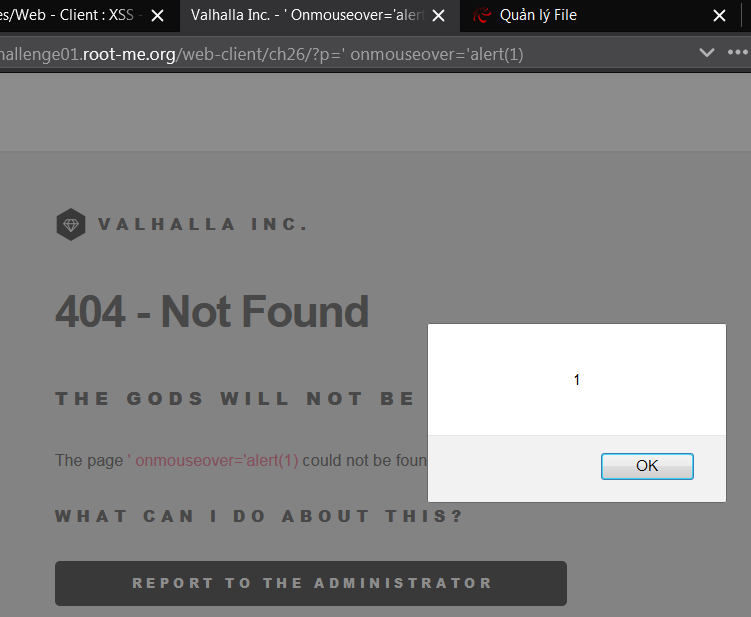 es/Web - Client : XSS -
Valhalla Inc. - ' Onmouseover='aler
Quản lý File
hallenge01.root-me.org/web-client/ch26/?p=' onmouseover='alert(1)
VALHALLA INC.
404 - Not Found
THE GODS WILL NOT BE
1
The page ' onmouseover='alert(1) could not be foun
OK
WHAT CAN I DO ABOUT THIS?
REPORT TO THE ADMINISTRATOR